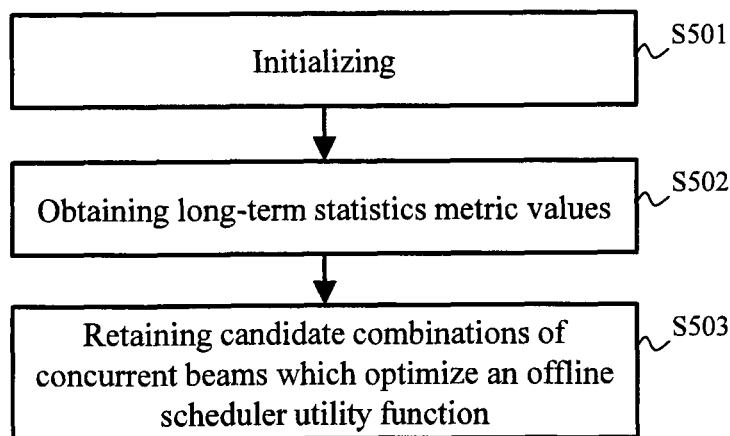 Initializing
S501
Obtaining long-term statistics metric values
S502
Retaining candidate combinations of
concurrent beams which optimize an offline
scheduler utility function
S503